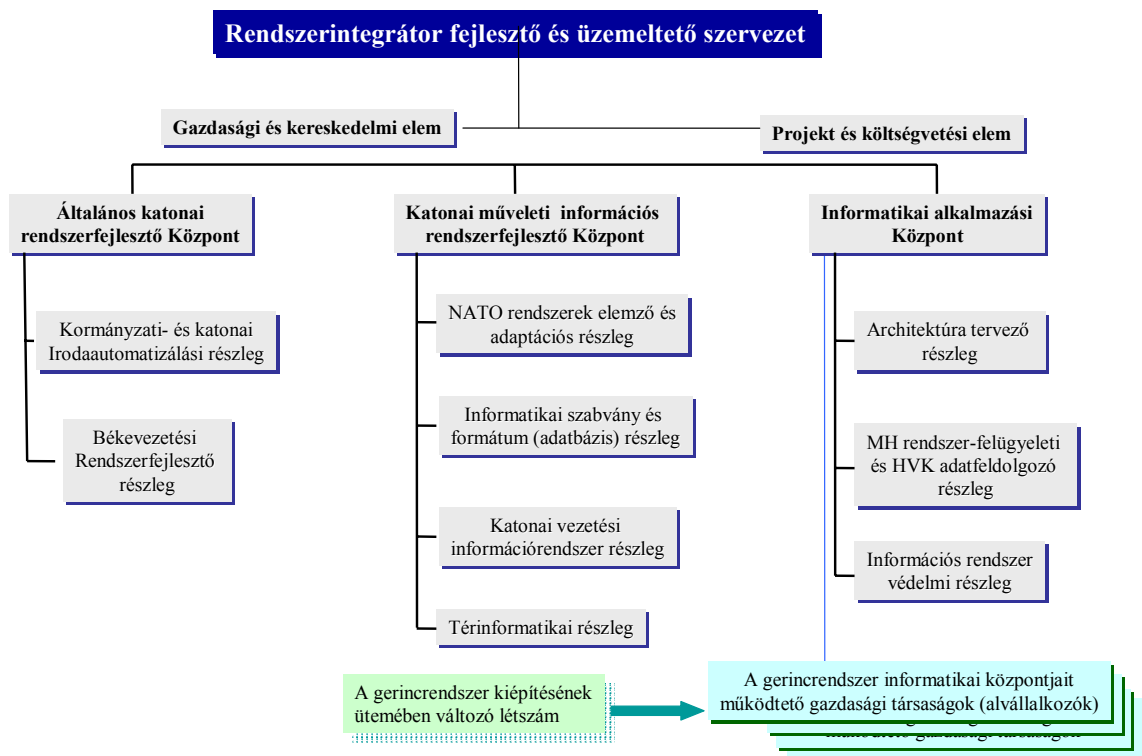 Rendszerintegrátor fejlesztő és üzemeltető szervezet
Gazdasági és kereskedelmi elem
Projekt és költségvetési elem
Általános katonai
rendszerfejlesztő Központ
Kormányzati- és katonai
Irodaautomatizálási részleg
Békevezetési
Rendszerfejlesztő
részleg
Katonai műveleti információs
rendszerfejlesztő Központ
NATO rendszerek elemző és
adaptációs részleg
Informatikai szabvány és
formátum (adatbázis) részleg
Katonai vezetési
információrendszer részleg
Térinformatikai részleg
Informatikai alkalmazási
Központ
Architektúra tervező
részleg
MH rendszer-felügyeleti
és HVK adatfeldolgozó
részleg
Információs rendszer
védelmi részleg
A gerincrendszer kiépítésének
ütemében változó létszám
A gerincrendszer informatikai központjait
működtető gazdasági társaságok (alvállalkozók)